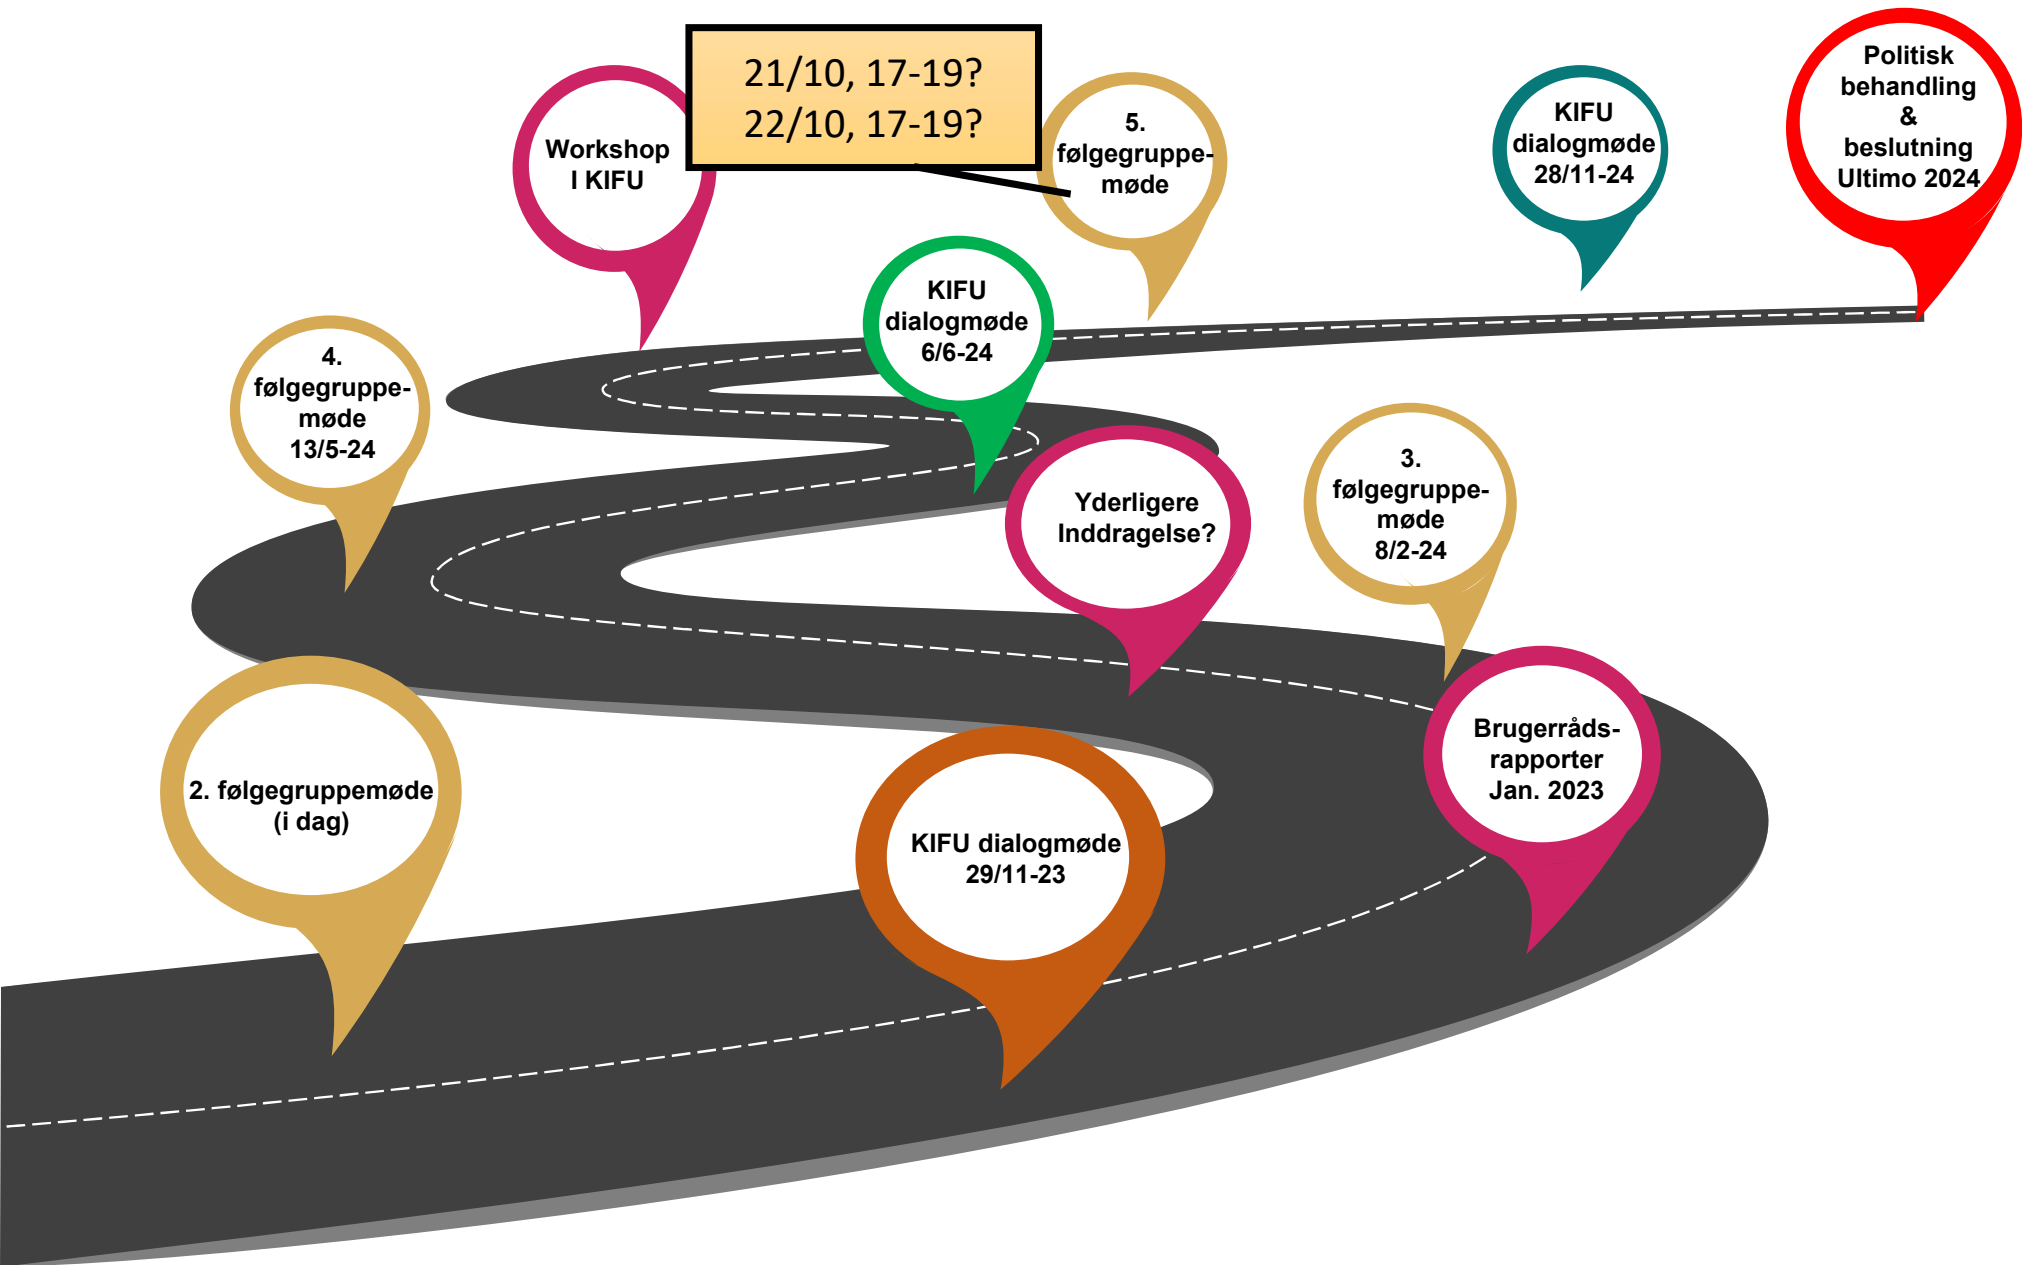 21/10, 17-19?
22/10, 17-19?
Workshop
I KIFU
5.
følgegruppe-
møde
KIFU
dialogmøde
28/11-24
Politisk
behandling
&
beslutning
Ultimo 2024
KIFU
dialogmøde
6/6-24
4.
følgegruppe-
møde
13/5-24
Yderligere
Inddragelse?
3.
følgegruppe-
møde
8/2-24
2. følgegruppemøde
(i dag)
KIFU dialogmøde
29/11-23
Brugerråds-
rapporter
Jan. 2023